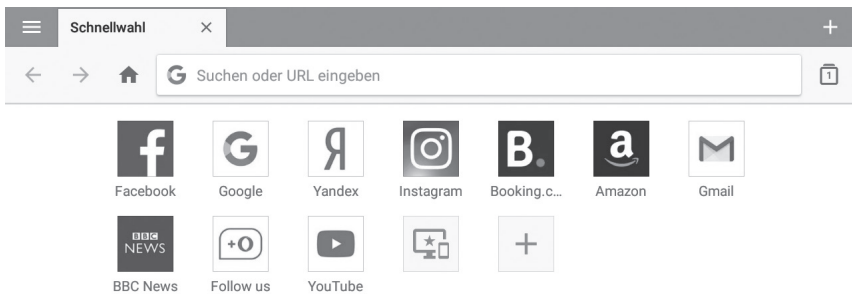 Schnellwahl
1
G Suchen oder URL eingeben
f G Я B. a M
Facebook Google Yandex Instagram Booking.c... Amazon Gmail
BBC NEWS +O
BBC News Follow us YouTube